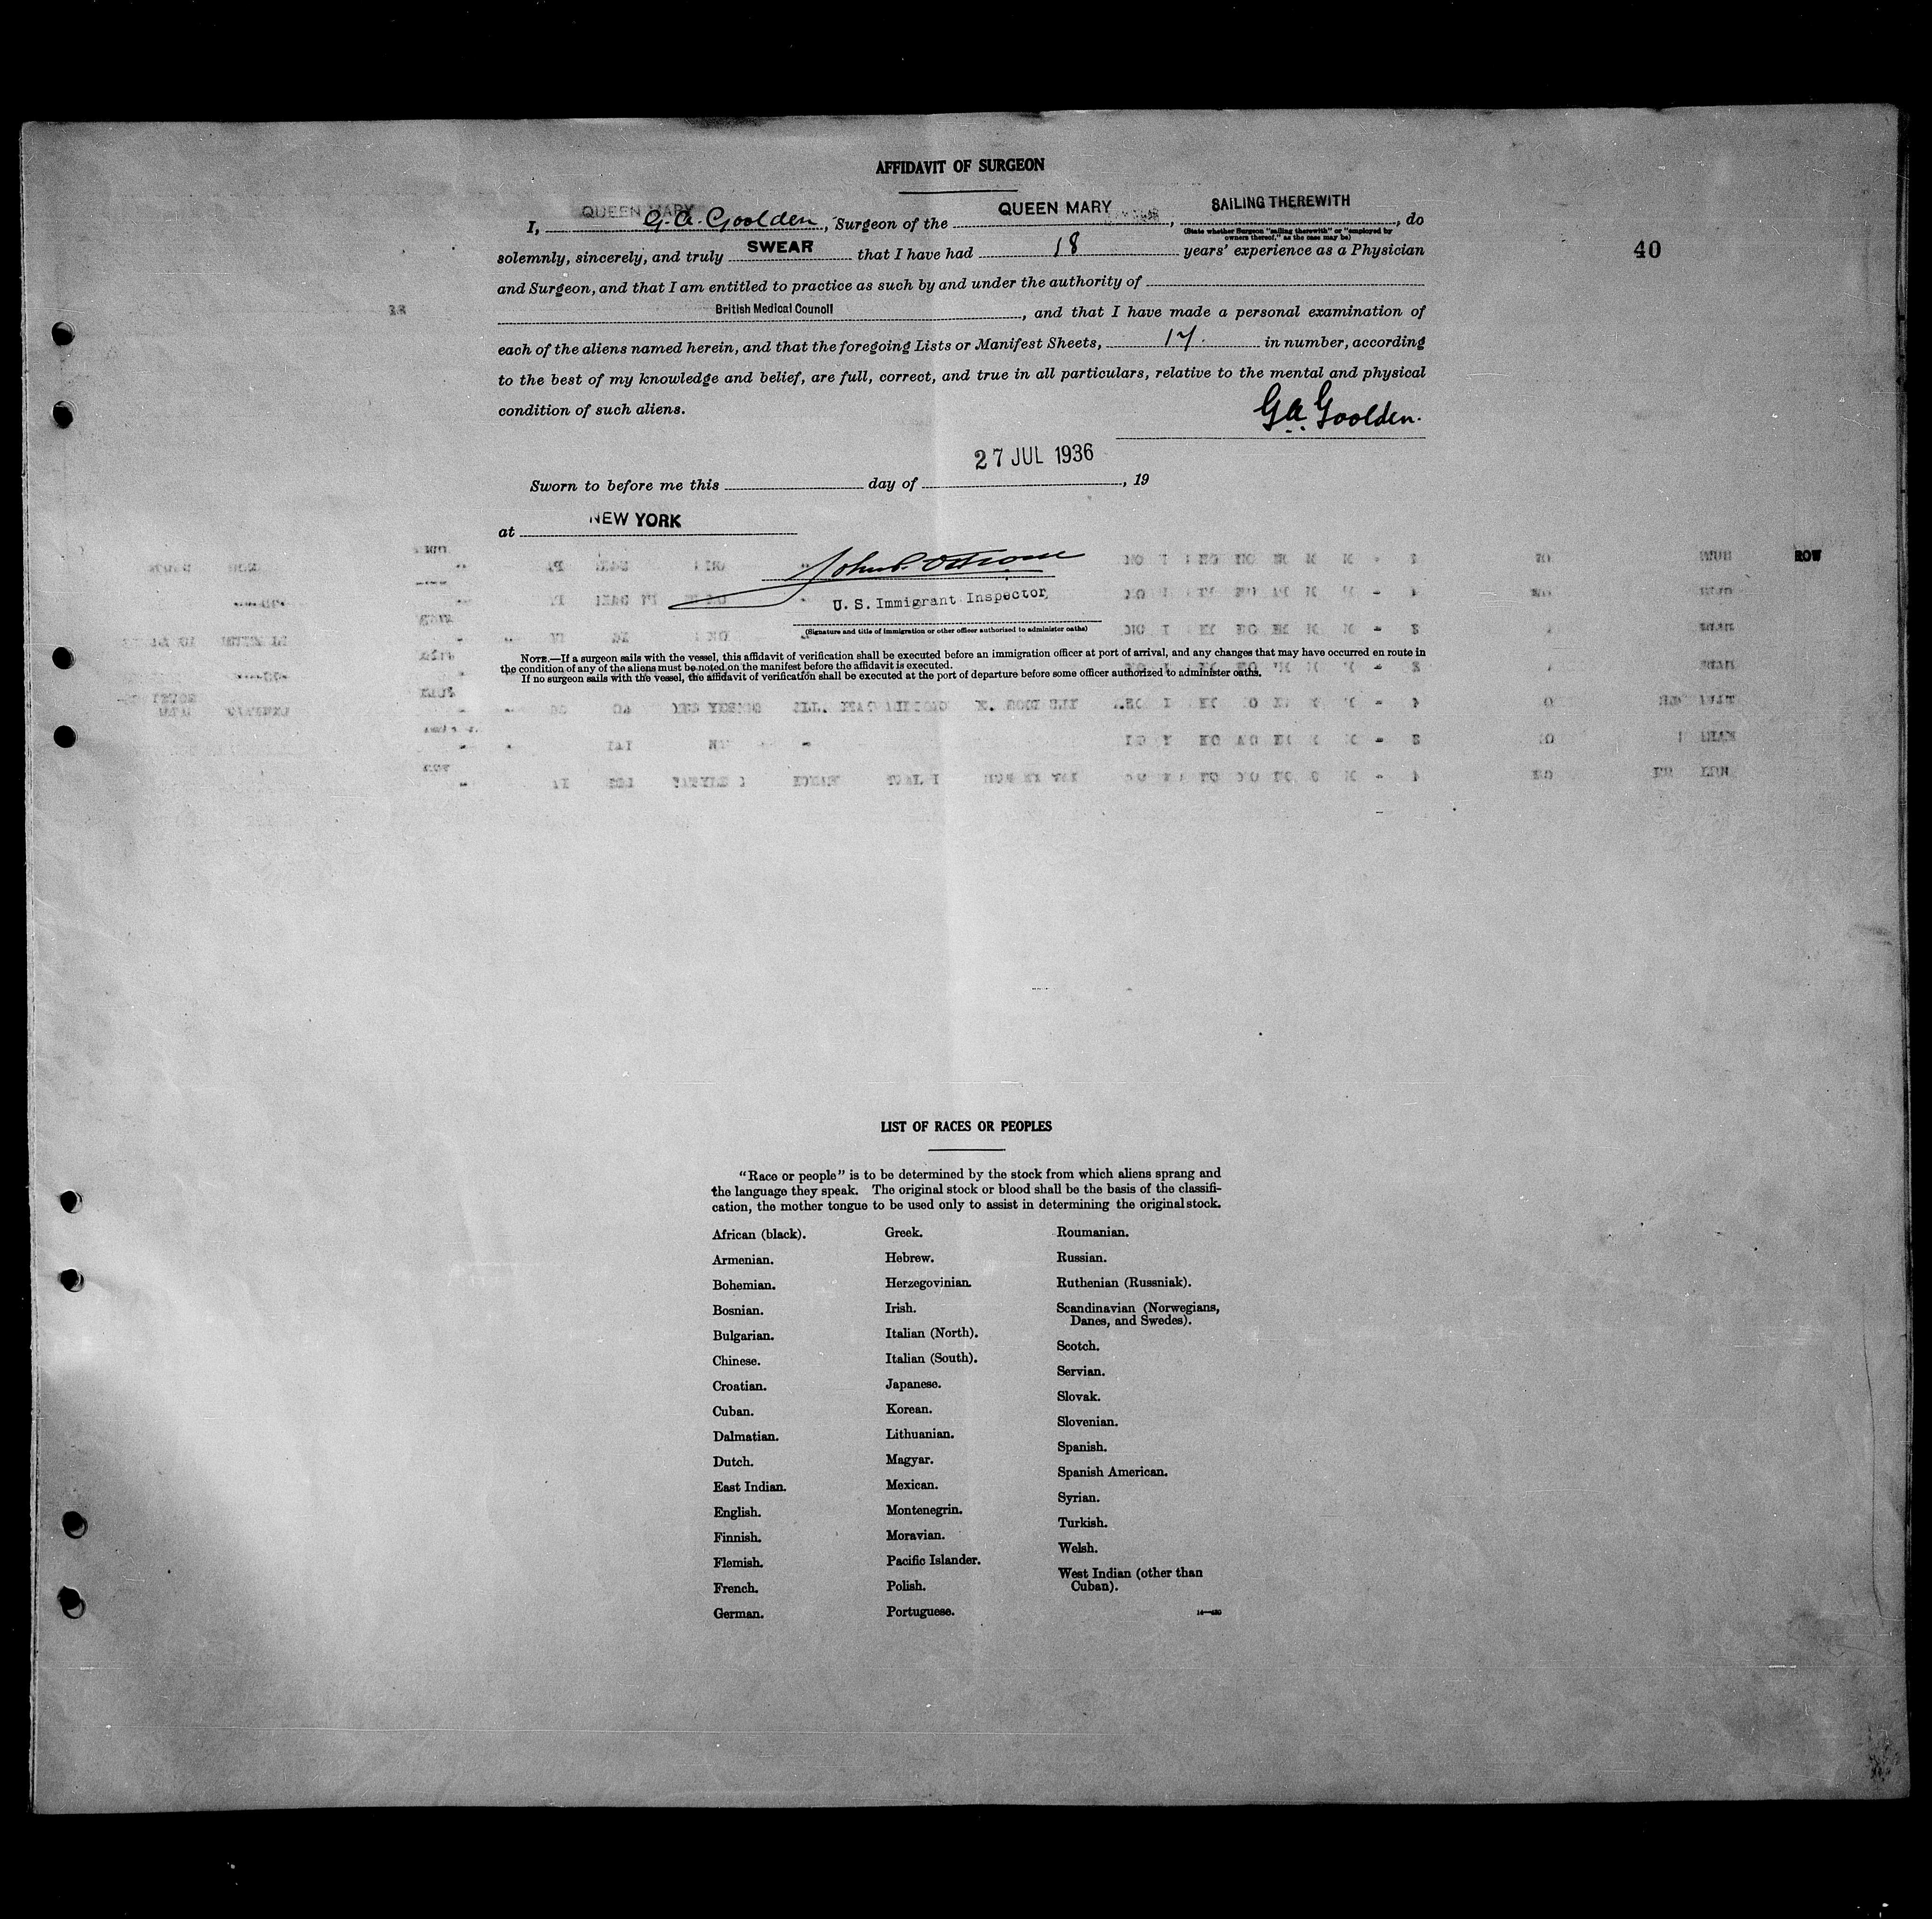 AFFIDAVIT OF SURGEON
QUEEN MARY
I, G. A. Goolden, Surgeon of the QUEEN MARY, SAILING THEREWITH, do
(State whether Surgeon "sailing therewith" or "employed by
owners thereof," as the case may be)
solemnly, sincerely, and truly SWEAR that I have had 18 years' experience as a Physician
40
and Surgeon, and that I am entitled to practice as such by and under the authority of
British Medical Council, and that I have made a personal examination of
each of the aliens named herein, and that the foregoing Lists or Manifest Sheets, 17. in number, according
to the best of my knowledge and belief, are full, correct, and true in all particulars, relative to the mental and physical
condition of such aliens.
G. A. Goolden.
27 JUL 1936
Sworn to before me this day of , 19
at NEW YORK
ROW
U. S. Immigrant Inspector
(Signature and title of immigration or other officer authorized to administer oaths)
NOTE.—If a surgeon sails with the vessel, this affidavit of verification shall be executed before an immigration officer at port of arrival, and any changes that may have occurred en route in
the condition of any of the aliens must be noted on the manifest before the affidavit is executed.
If no surgeon sails with the vessel, the affidavit of verification shall be executed at the port of departure before some officer authorized to administer oaths.
LIST OF RACES OR PEOPLES
"Race or people" is to be determined by the stock from which aliens sprang and
the language they speak. The original stock or blood shall be the basis of the classifi-
cation, the mother tongue to be used only to assist in determining the original stock.
African (black).
Armenian.
Bohemian.
Bosnian.
Bulgarian.
Chinese.
Croatian.
Cuban.
Dalmatian.
Dutch.
East Indian.
English.
Finnish.
Flemish.
French.
German.
Greek.
Hebrew.
Herzegovinian.
Irish.
Italian (North).
Italian (South).
Japanese.
Korean.
Lithuanian.
Magyar.
Mexican.
Montenegrin.
Moravian.
Pacific Islander.
Polish.
Portuguese.
Roumanian.
Russian.
Ruthenian (Russniak).
Scandinavian (Norwegians,
Danes, and Swedes).
Scotch.
Servian.
Slovak.
Slovenian.
Spanish.
Spanish American.
Syrian.
Turkish.
Welsh.
West Indian (other than
Cuban).